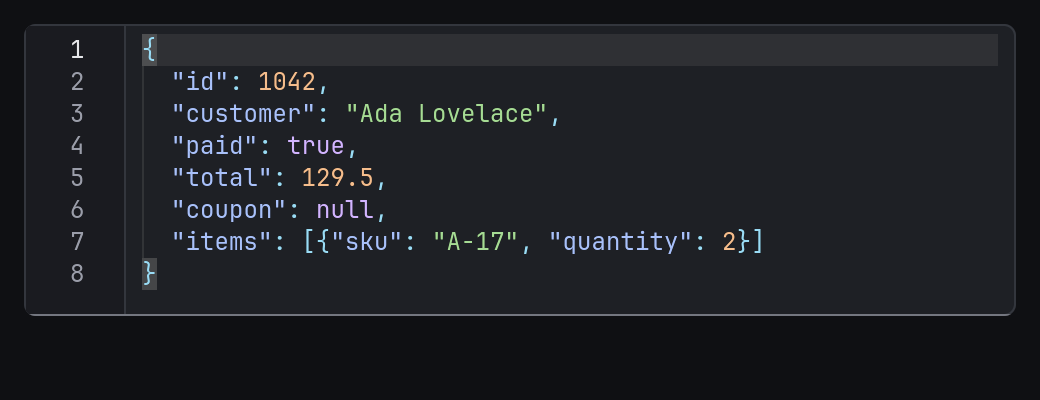 1 {
2   "id": 1042,
3   "customer": "Ada Lovelace",
4   "paid": true,
5   "total": 129.5,
6   "coupon": null,
7   "items": [{"sku": "A-17", "quantity": 2}]
8 }